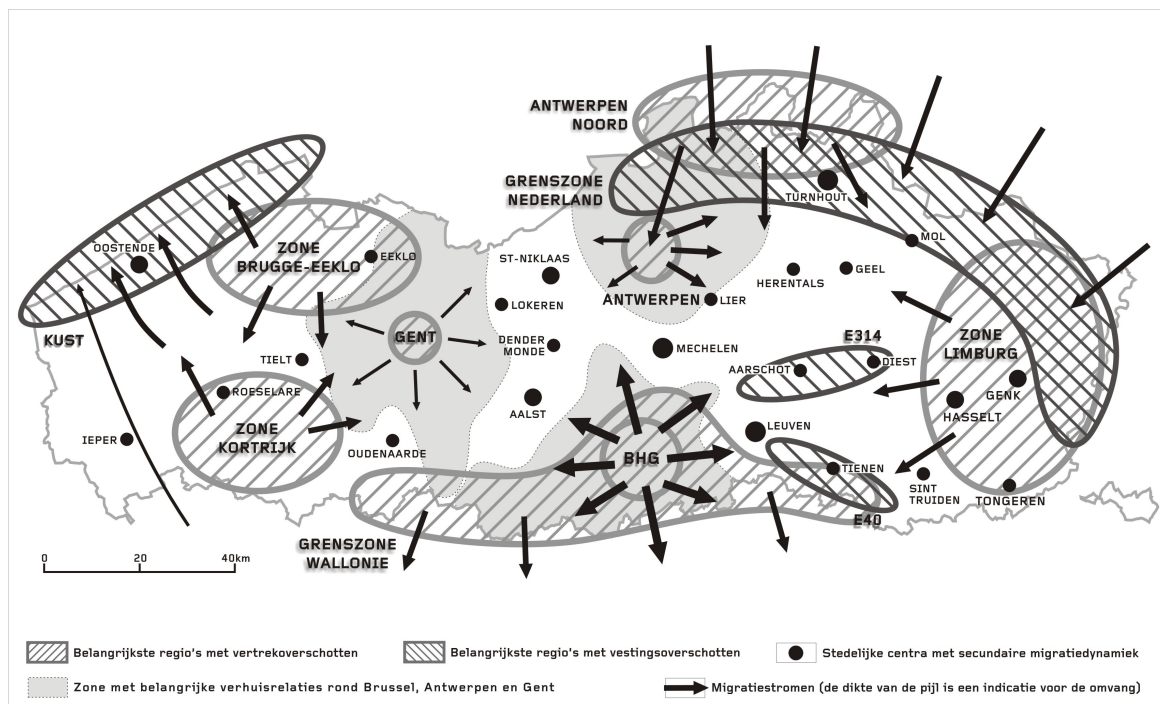 ANTWERPEN
NOORD
GRENSZONE
NEDERLAND
TURNHOUT
OOSTENDE
ZONE
BRUGGE-EEKLO
EEKLO
ST-NIKLAAS
MOL
HERENTALS
GEEL
LOKEREN
ANTWERPEN
LIER
KUST
GENT
E314
ZONE
LIMBURG
TIELT
DENDER
MONDE
MECHELEN
AARSCHOT
DIEST
ROESELARE
GENK
HASSELT
AALST
ZONE
KORTRIJK
IEPER
OUDENAARDE
BHG
LEUVEN
TIENEN
SINT
TRUIDEN
TONGEREN
E40
GRENSZONE
WALLONIE
0 20 40km
Belangrijkste regio's met vertrekoverschotten
Belangrijkste regio's met vestingsoverschotten
Stedelijke centra met secundaire migratiedynamiek
Zone met belangrijke verhuisrelaties rond Brussel, Antwerpen en Gent
Migratiestromen (de dikte van de pijl is een indicatie voor de omvang)